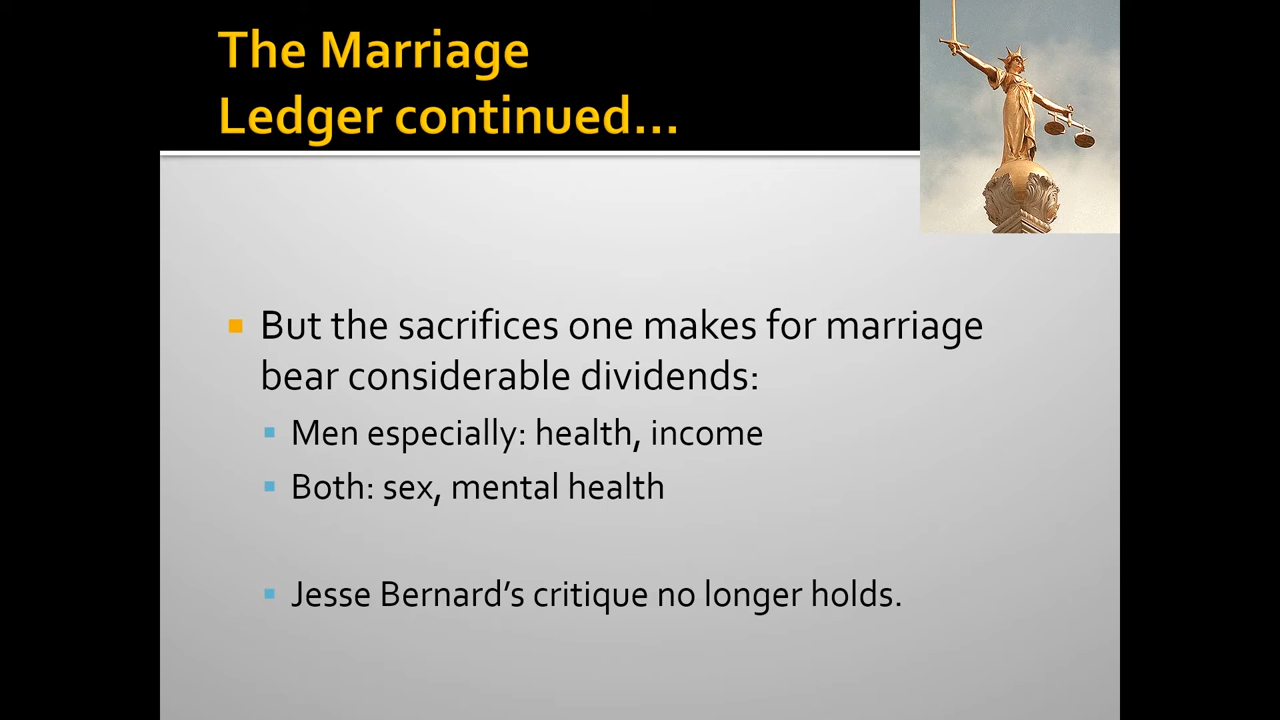 The Marriage
Ledger continued...
But the sacrifices one makes for marriage
bear considerable dividends:
Men especially: health, income
Both: sex, mental health
Jesse Bernard’s critique no longer holds.